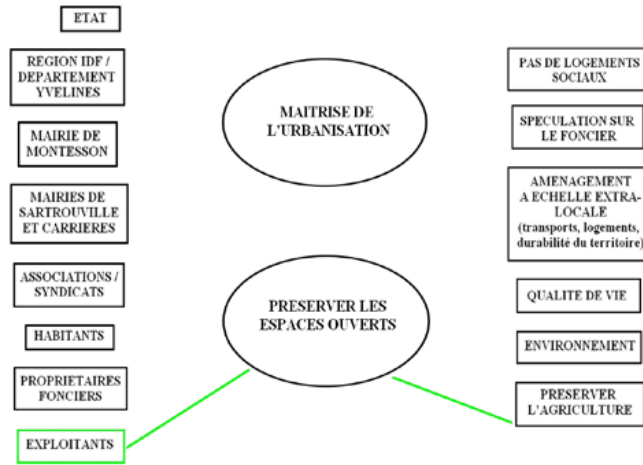 ETAT
REGION IDF /
DEPARTEMENT
YVELINES
MAIRIE DE
MONTESSON
MAIRIES DE
SARTROUVILLE
ET CARRIERES
ASSOCIATIONS /
SYNDICATS
HABITANTS
PROPRIETAIRES
FONCIERS
EXPLOITANTS
MAITRISE DE
L'URBANISATION
PRESERVER LES
ESPACES OUVERTS
PAS DE LOGEMENTS
SOCIAUX
SPECULATION SUR
LE FONCIER
AMENAGEMENT
A ECHELLE EXTRA-
LOCALE
(transports, logements,
durabilité du territoire)
QUALITE DE VIE
ENVIRONNEMENT
PRESERVER
L'AGRICULTURE